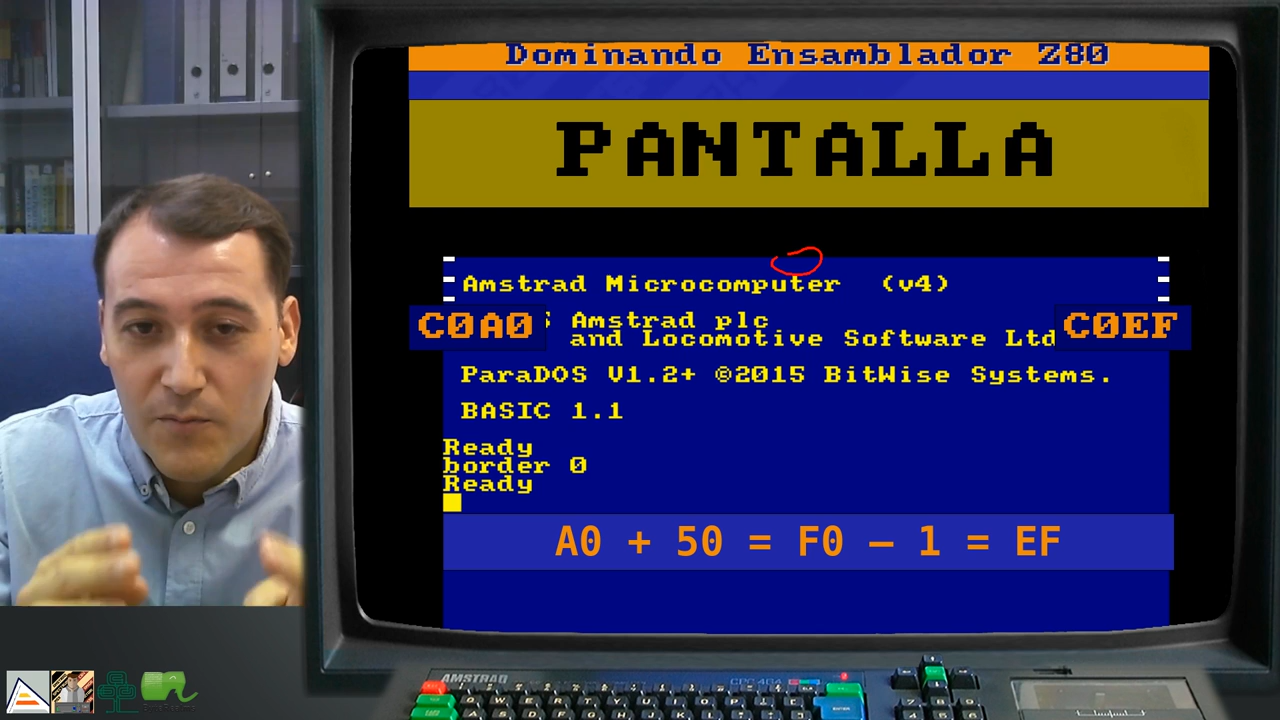 Dominando Ensamblador Z80
PANTALLA
Amstrad Microcomputer (v4)
C0A0 Amstrad plc C0EF
and Locomotive Software Ltd
ParaDOS V1.2+ ©2015 BitWise Systems.
BASIC 1.1
Ready
border 0
Ready
A0 + 50 = F0 – 1 = EF
AMSTRAD